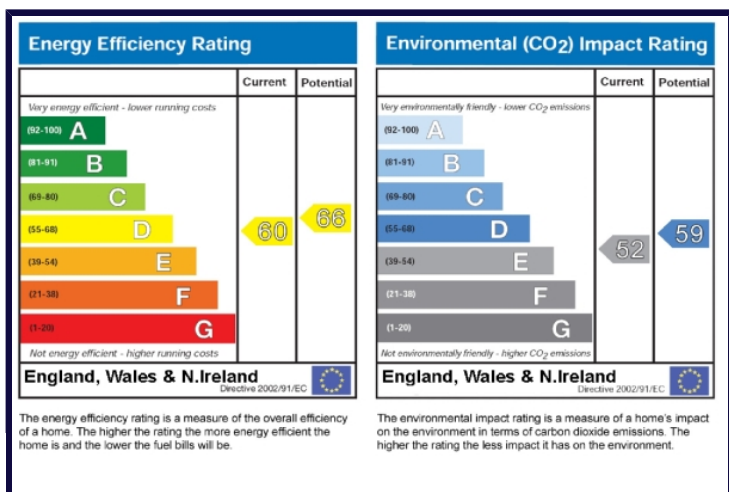 Energy Efficiency Rating
Current Potential
Very energy efficient - lower running costs
(92-100) A
(81-91) B
(69-80) C
(55-68) D
(39-54) E
(21-38) F
(1-20) G
60
66
Not energy efficient - higher running costs
England, Wales & N.Ireland
Directive 2002/91/EC
The energy efficiency rating is a measure of the overall efficiency
of a home. The higher the rating the more energy efficient the
home is and the lower the fuel bills will be.
Environmental (CO2) Impact Rating
Current Potential
Very environmentally friendly - lower CO2 emissions
(92-100) A
(81-91) B
(69-80) C
(55-68) D
(39-54) E
(21-38) F
(1-20) G
52
59
Not environmentally friendly - higher CO2 emissions
England, Wales & N.Ireland
Directive 2002/91/EC
The environmental impact rating is a measure of a home's impact
on the environment in terms of carbon dioxide emissions. The
higher the rating the less impact it has on the environment.